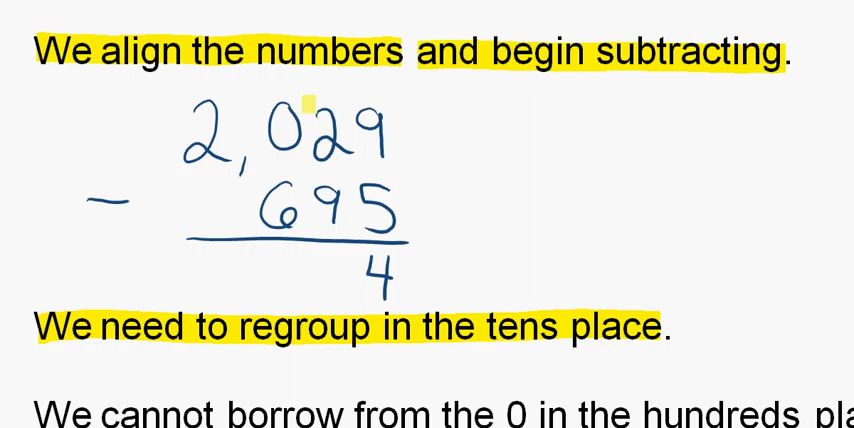 We align the numbers and begin subtracting.
2,029
- 695
4
We need to regroup in the tens place.
We cannot borrow from the 0 in the hundreds